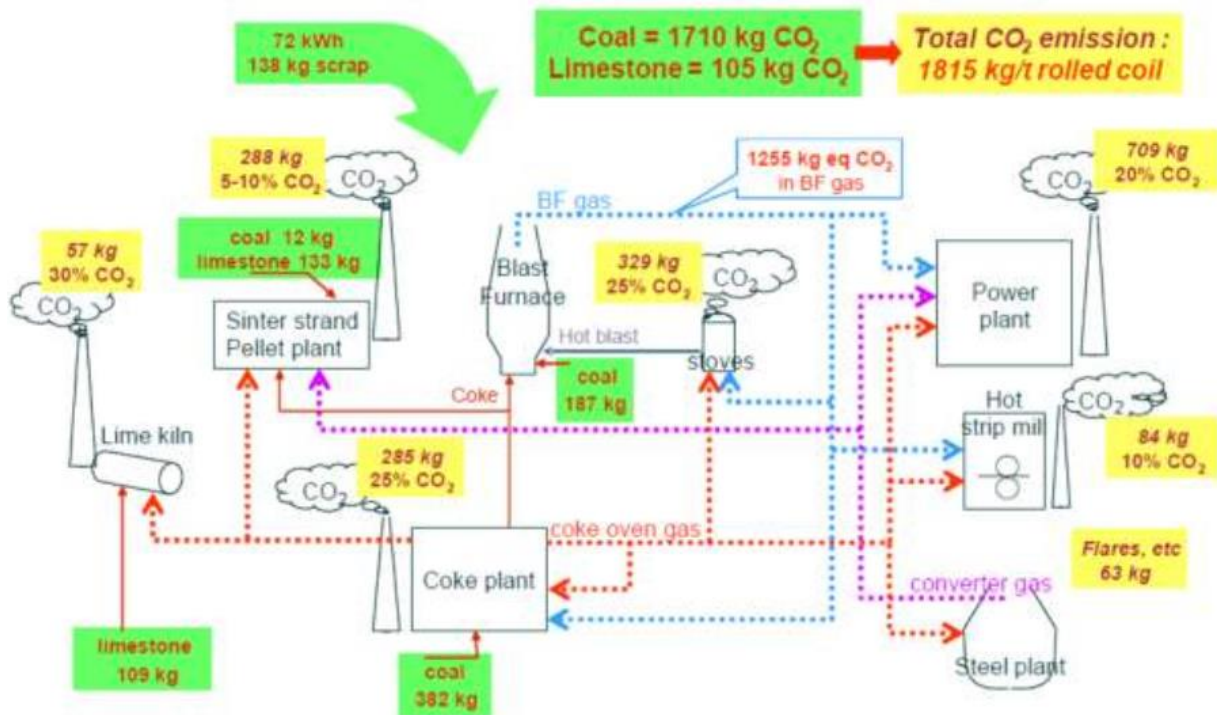 72 kWh
138 kg scrap
Coal = 1710 kg CO₂
Limestone = 105 kg CO₂
Total CO₂ emission :
1815 kg/t rolled coil
288 kg
5-10% CO₂
CO₂
1255 kg eq CO₂
in BF gas
709 kg
20% CO₂
CO₂
BF gas
57 kg
30% CO₂
CO₂
coal 12 kg
limestone 133 kg
Blast
Furnace
329 kg
25% CO₂
CO₂
Power
plant
Sinter strand
Pellet plant
Hot blast
stoves
Coke
coal
187 kg
Hot
strip mill
CO₂
84 kg
10% CO₂
Lime kiln
285 kg
25% CO₂
CO₂
coke oven gas
Coke plant
Flares, etc
63 kg
converter gas
Steel plant
limestone
109 kg
coal
382 kg